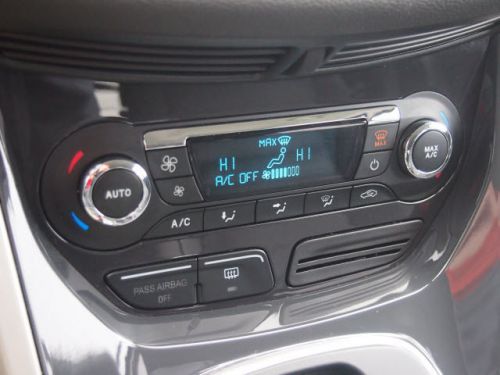 MAX
HI HI
A/C OFF
MAX
AUTO
MAX
A/C
A/C
PASS AIRBAG
OFF